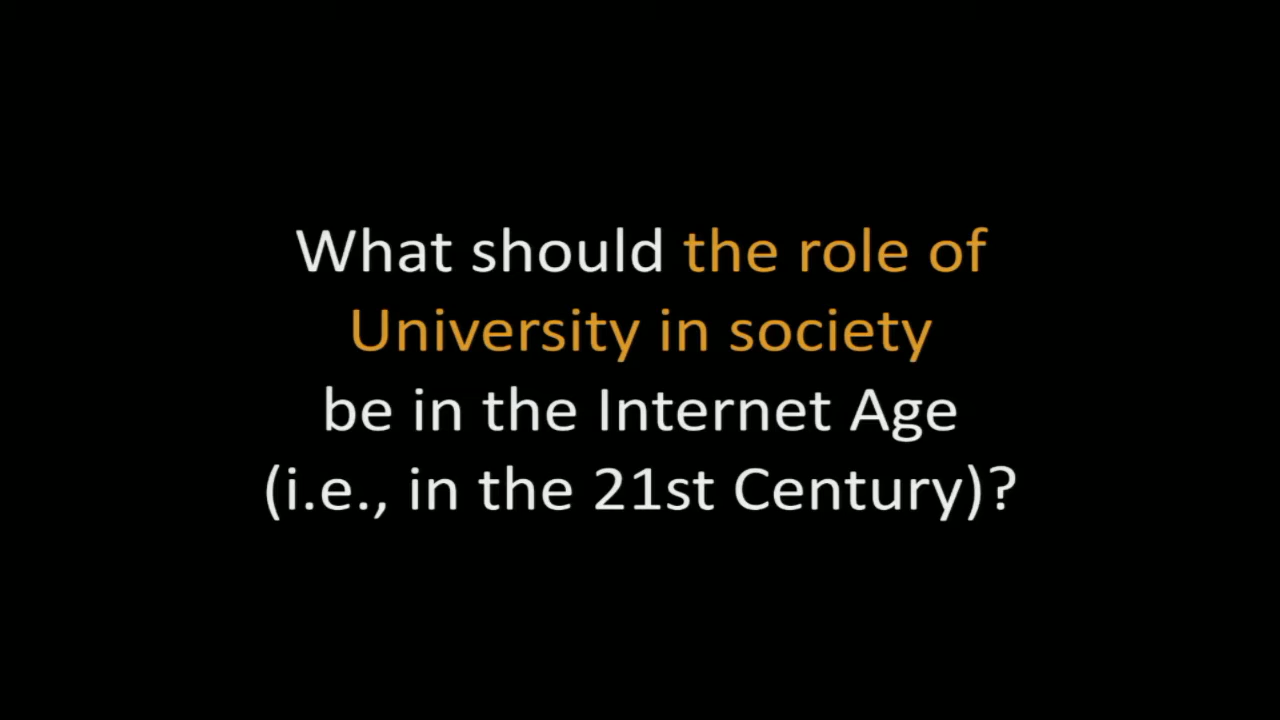 What should the role of
University in society
be in the Internet Age
(i.e., in the 21st Century)?